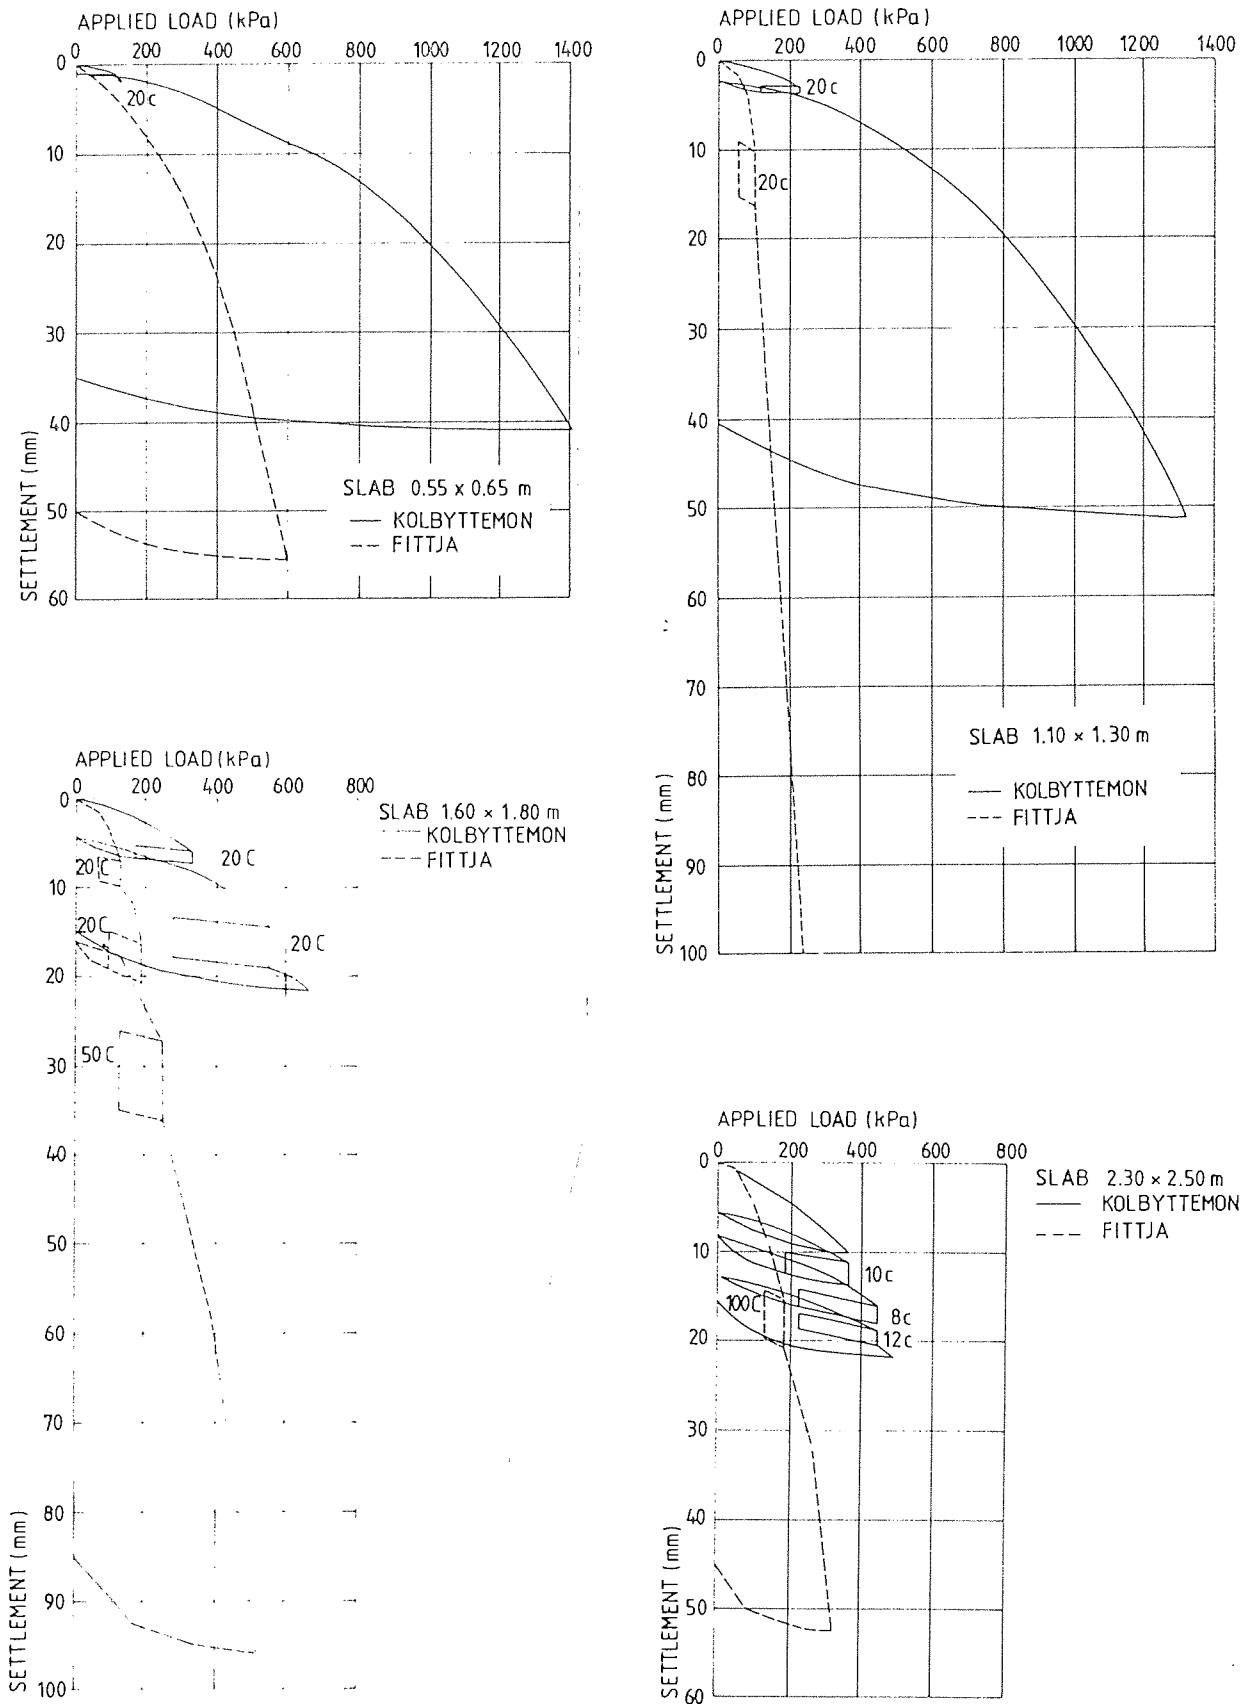 APPLIED LOAD (kPa)
0 200 400 600 800 1000 1200 1400
0
10
20
30
40
50
60
20c
SETTLEMENT (mm)
SLAB 0.55 x 0.65 m
KOLBYTTEMON
FITTJA
APPLIED LOAD (kPa)
0 200 400 600 800 1000 1200 1400
0
10
20
30
40
50
60
70
80
90
100
20c
20c
SETTLEMENT (mm)
SLAB 1.10 × 1.30 m
KOLBYTTEMON
FITTJA
APPLIED LOAD (kPa)
0 200 400 600 800
0
10
20
30
40
50
60
70
80
90
100
20C
20C
20C
20C
50C
SETTLEMENT (mm)
SLAB 1.60 × 1.80 m
KOLBYTTEMON
FITTJA
APPLIED LOAD (kPa)
0 200 400 600 800
0
10
20
30
40
50
60
10c
100C
8c
12c
SETTLEMENT (mm)
SLAB 2.30 × 2.50 m
KOLBYTTEMON
FITTJA